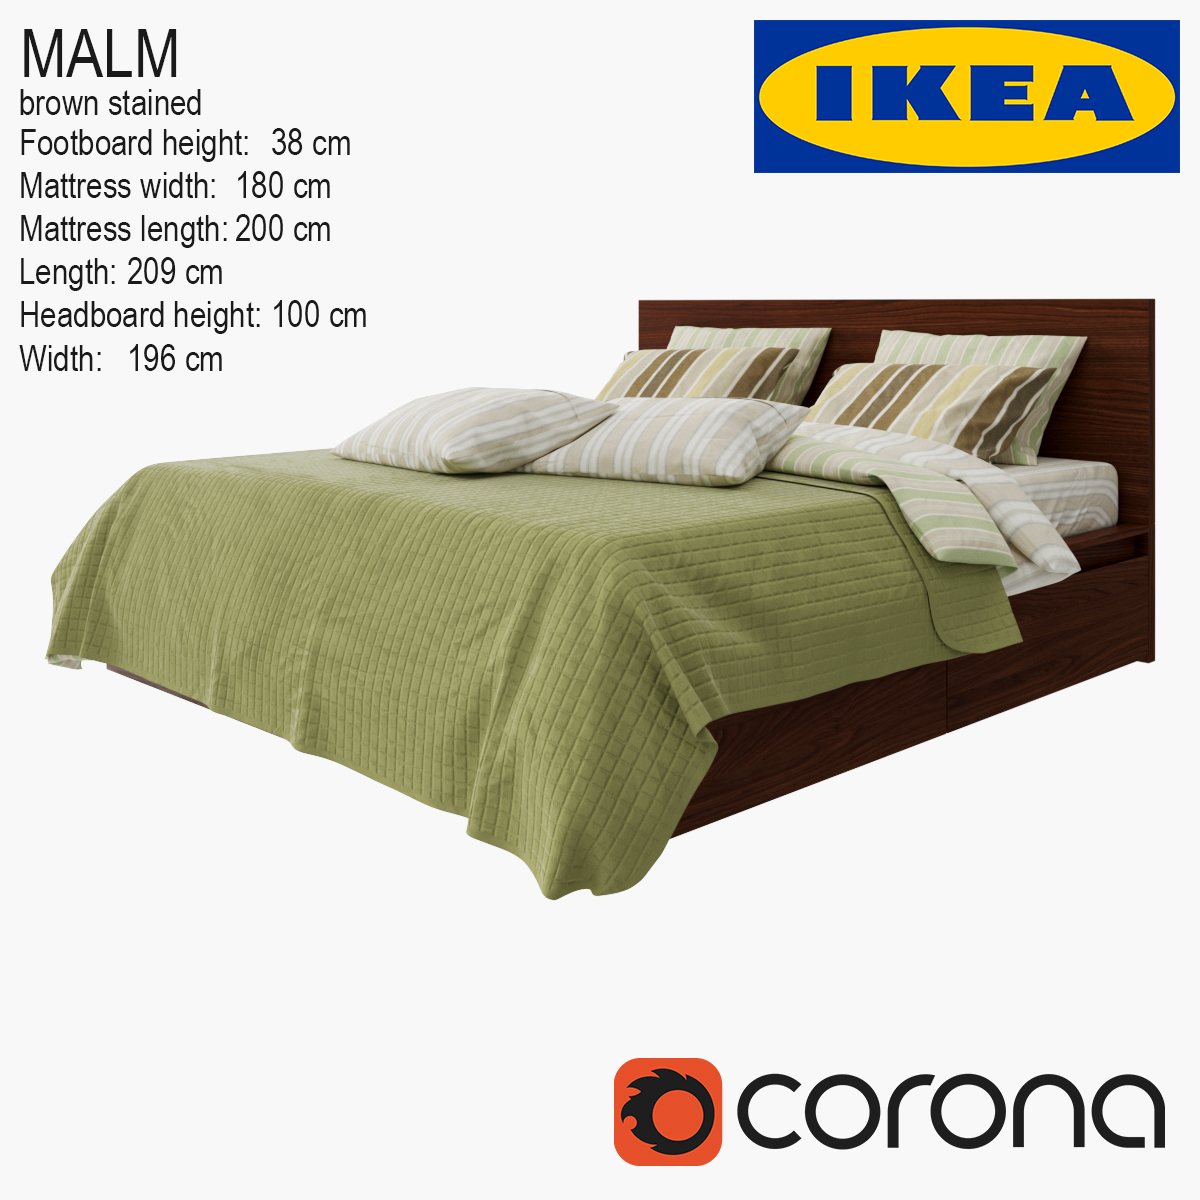 MALM
brown stained
Footboard height: 38 cm
Mattress width: 180 cm
Mattress length: 200 cm
Length: 209 cm
Headboard height: 100 cm
Width: 196 cm
IKEA
corona